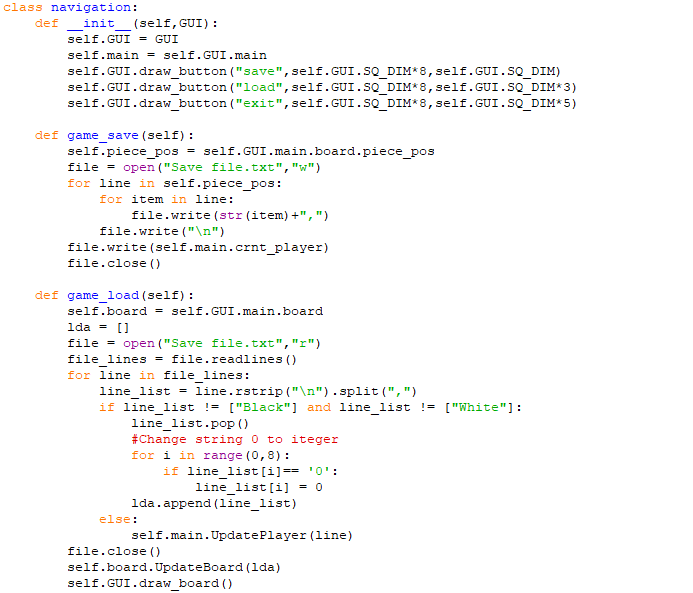 class navigation:
    def __init__(self,GUI):
        self.GUI = GUI
        self.main = self.GUI.main
        self.GUI.draw_button("save",self.GUI.SQ_DIM*8,self.GUI.SQ_DIM)
        self.GUI.draw_button("load",self.GUI.SQ_DIM*8,self.GUI.SQ_DIM*3)
        self.GUI.draw_button("exit",self.GUI.SQ_DIM*8,self.GUI.SQ_DIM*5)

    def game_save(self):
        self.piece_pos = self.GUI.main.board.piece_pos
        file = open("Save file.txt","w")
        for line in self.piece_pos:
            for item in line:
                file.write(str(item)+",")
            file.write("\n")
        file.write(self.main.crnt_player)
        file.close()

    def game_load(self):
        self.board = self.GUI.main.board
        lda = []
        file = open("Save file.txt","r")
        file_lines = file.readlines()
        for line in file_lines:
            line_list = line.rstrip("\n").split(",")
            if line_list != ["Black"] and line_list != ["White"]:
                line_list.pop()
                #Change string 0 to iteger
                for i in range(0,8):
                    if line_list[i]== '0':
                        line_list[i] = 0
                lda.append(line_list)
            else:
                self.main.UpdatePlayer(line)
        file.close()
        self.board.UpdateBoard(lda)
        self.GUI.draw_board()